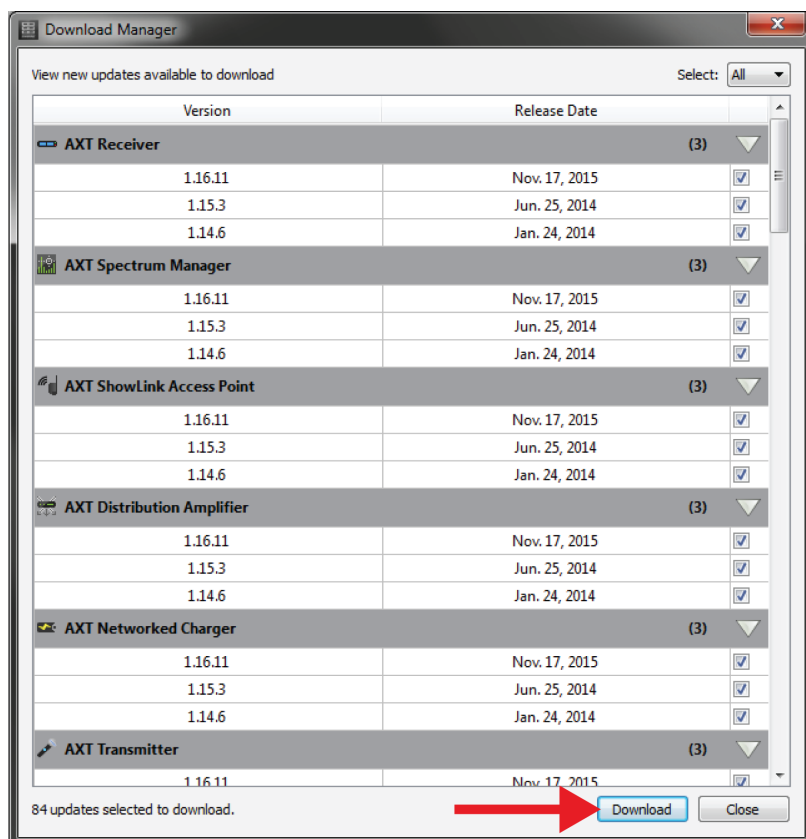 Download Manager
x
View new updates available to download Select: All
Version Release Date
AXT Receiver (3)
1.16.11 Nov. 17, 2015
1.15.3 Jun. 25, 2014
1.14.6 Jan. 24, 2014
AXT Spectrum Manager (3)
1.16.11 Nov. 17, 2015
1.15.3 Jun. 25, 2014
1.14.6 Jan. 24, 2014
AXT ShowLink Access Point (3)
1.16.11 Nov. 17, 2015
1.15.3 Jun. 25, 2014
1.14.6 Jan. 24, 2014
AXT Distribution Amplifier (3)
1.16.11 Nov. 17, 2015
1.15.3 Jun. 25, 2014
1.14.6 Jan. 24, 2014
AXT Networked Charger (3)
1.16.11 Nov. 17, 2015
1.15.3 Jun. 25, 2014
1.14.6 Jan. 24, 2014
AXT Transmitter (3)
1.16.11 Nov. 17, 2015
84 updates selected to download. Download Close